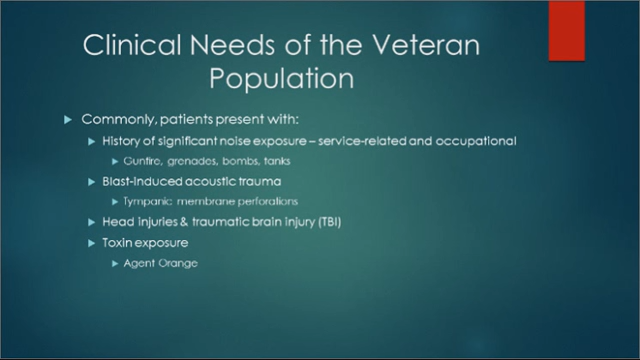 Clinical Needs of the Veteran
Population
Commonly, patients present with:
History of significant noise exposure – service-related and occupational
Gunfire, grenades, bombs, tanks
Blast-induced acoustic trauma
Tympanic membrane perforations
Head injuries & traumatic brain injury (TBI)
Toxin exposure
Agent Orange